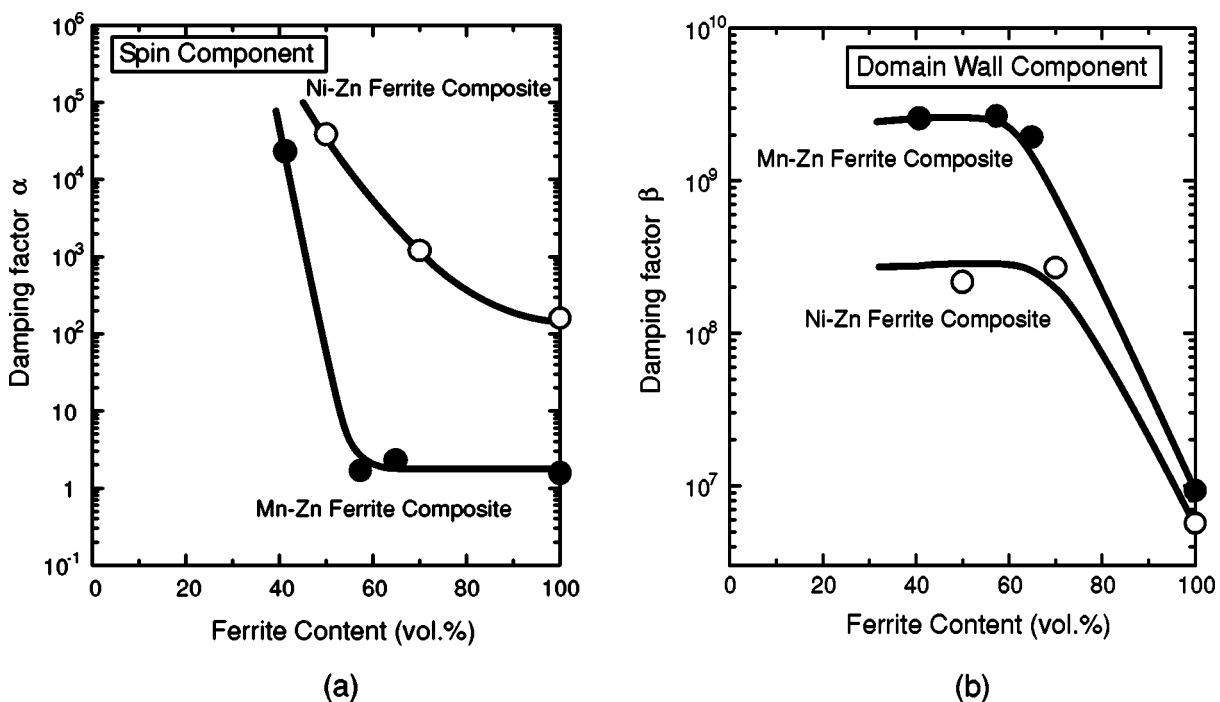 Spin Component
Ni-Zn Ferrite Composite
Mn-Zn Ferrite Composite
Damping factor α
10^6
10^5
10^4
10^3
10^2
10
1
10^-1
0 20 40 60 80 100
Ferrite Content (vol.%)
(a)
Domain Wall Component
Mn-Zn Ferrite Composite
Ni-Zn Ferrite Composite
Damping factor β
10^10
10^9
10^8
10^7
0 20 40 60 80 100
Ferrite Content (vol.%)
(b)